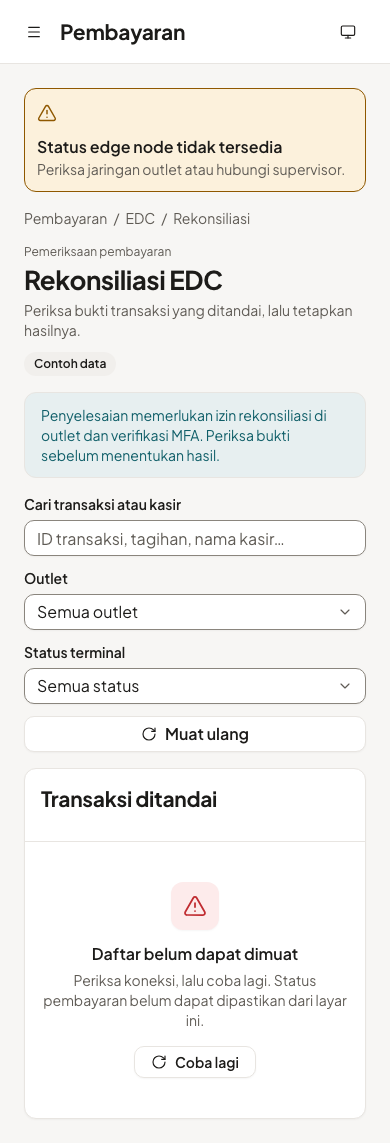 Pembayaran
Status edge node tidak tersedia
Periksa jaringan outlet atau hubungi supervisor.
Pembayaran / EDC / Rekonsiliasi
Pemeriksaan pembayaran
Rekonsiliasi EDC
Periksa bukti transaksi yang ditandai, lalu tetapkan
hasilnya.
Contoh data
Penyelesaian memerlukan izin rekonsiliasi di
outlet dan verifikasi MFA. Periksa bukti
sebelum menentukan hasil.
Cari transaksi atau kasir
ID transaksi, tagihan, nama kasir...
Outlet
Semua outlet
Status terminal
Semua status
Muat ulang
Transaksi ditandai
Daftar belum dapat dimuat
Periksa koneksi, lalu coba lagi. Status
pembayaran belum dapat dipastikan dari layar
ini.
Coba lagi